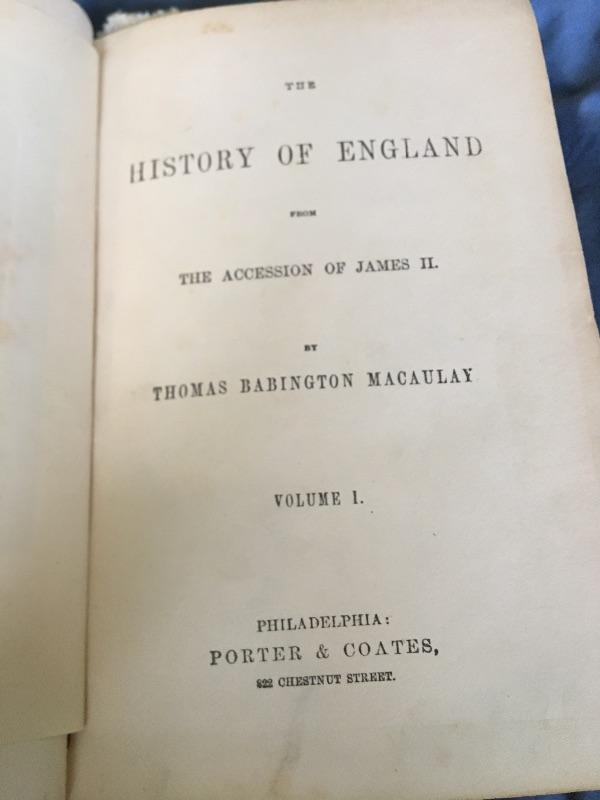 THE
HISTORY OF ENGLAND
FROM
THE ACCESSION OF JAMES II.
BY
THOMAS BABINGTON MACAULAY
VOLUME I.
PHILADELPHIA:
PORTER & COATES,
822 CHESTNUT STREET.